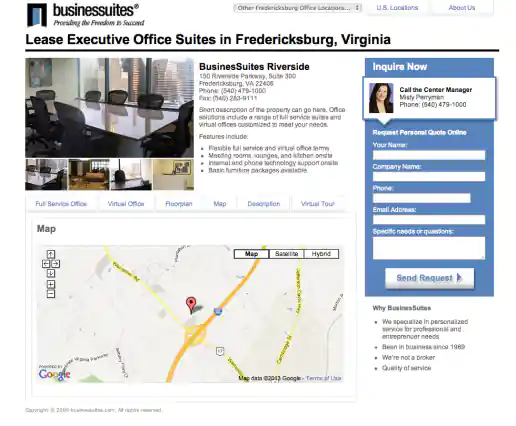 businessuites®
Providing the Freedom to Succeed
Other Fredericksburg Office Locations...
U.S. Locations
About Us
Lease Executive Office Suites in Fredericksburg, Virginia
BusinesSuites Riverside
150 Riverside Parkway, Suite 300
Fredericksburg, VA 22406
Phone: (540) 479-1000
Fax: (540) 283-9111
Short description of the property can go here. Office
solutions include a range of full service suites and
virtual offices customized to meet your needs.
Features include:
Flexible full service and virtual office terms
Meeting rooms, lounges, and kitchen onsite
Internal and phone technology support onsite
Basic furniture packages available
Inquire Now
Call the Center Manager
Misty Perryman
Phone: (540) 479-1000
Request Personal Quote Online
Your Name:
Company Name:
Phone:
Email Address:
Specific needs or questions:
Send Request
Full Service Office
Virtual Office
Floorplan
Map
Description
Virtual Tour
Map
Map
Satellite
Hybrid
POWERED BY
Google
Map data ©2013 Google - Terms of Use
Why BusinesSuites
We specialize in personalized
service for professional and
entrepreneur needs
Been in business since 1989
We're not a broker
Quality of service
Copyright © 2009 businessuites.com. All rights reserved.